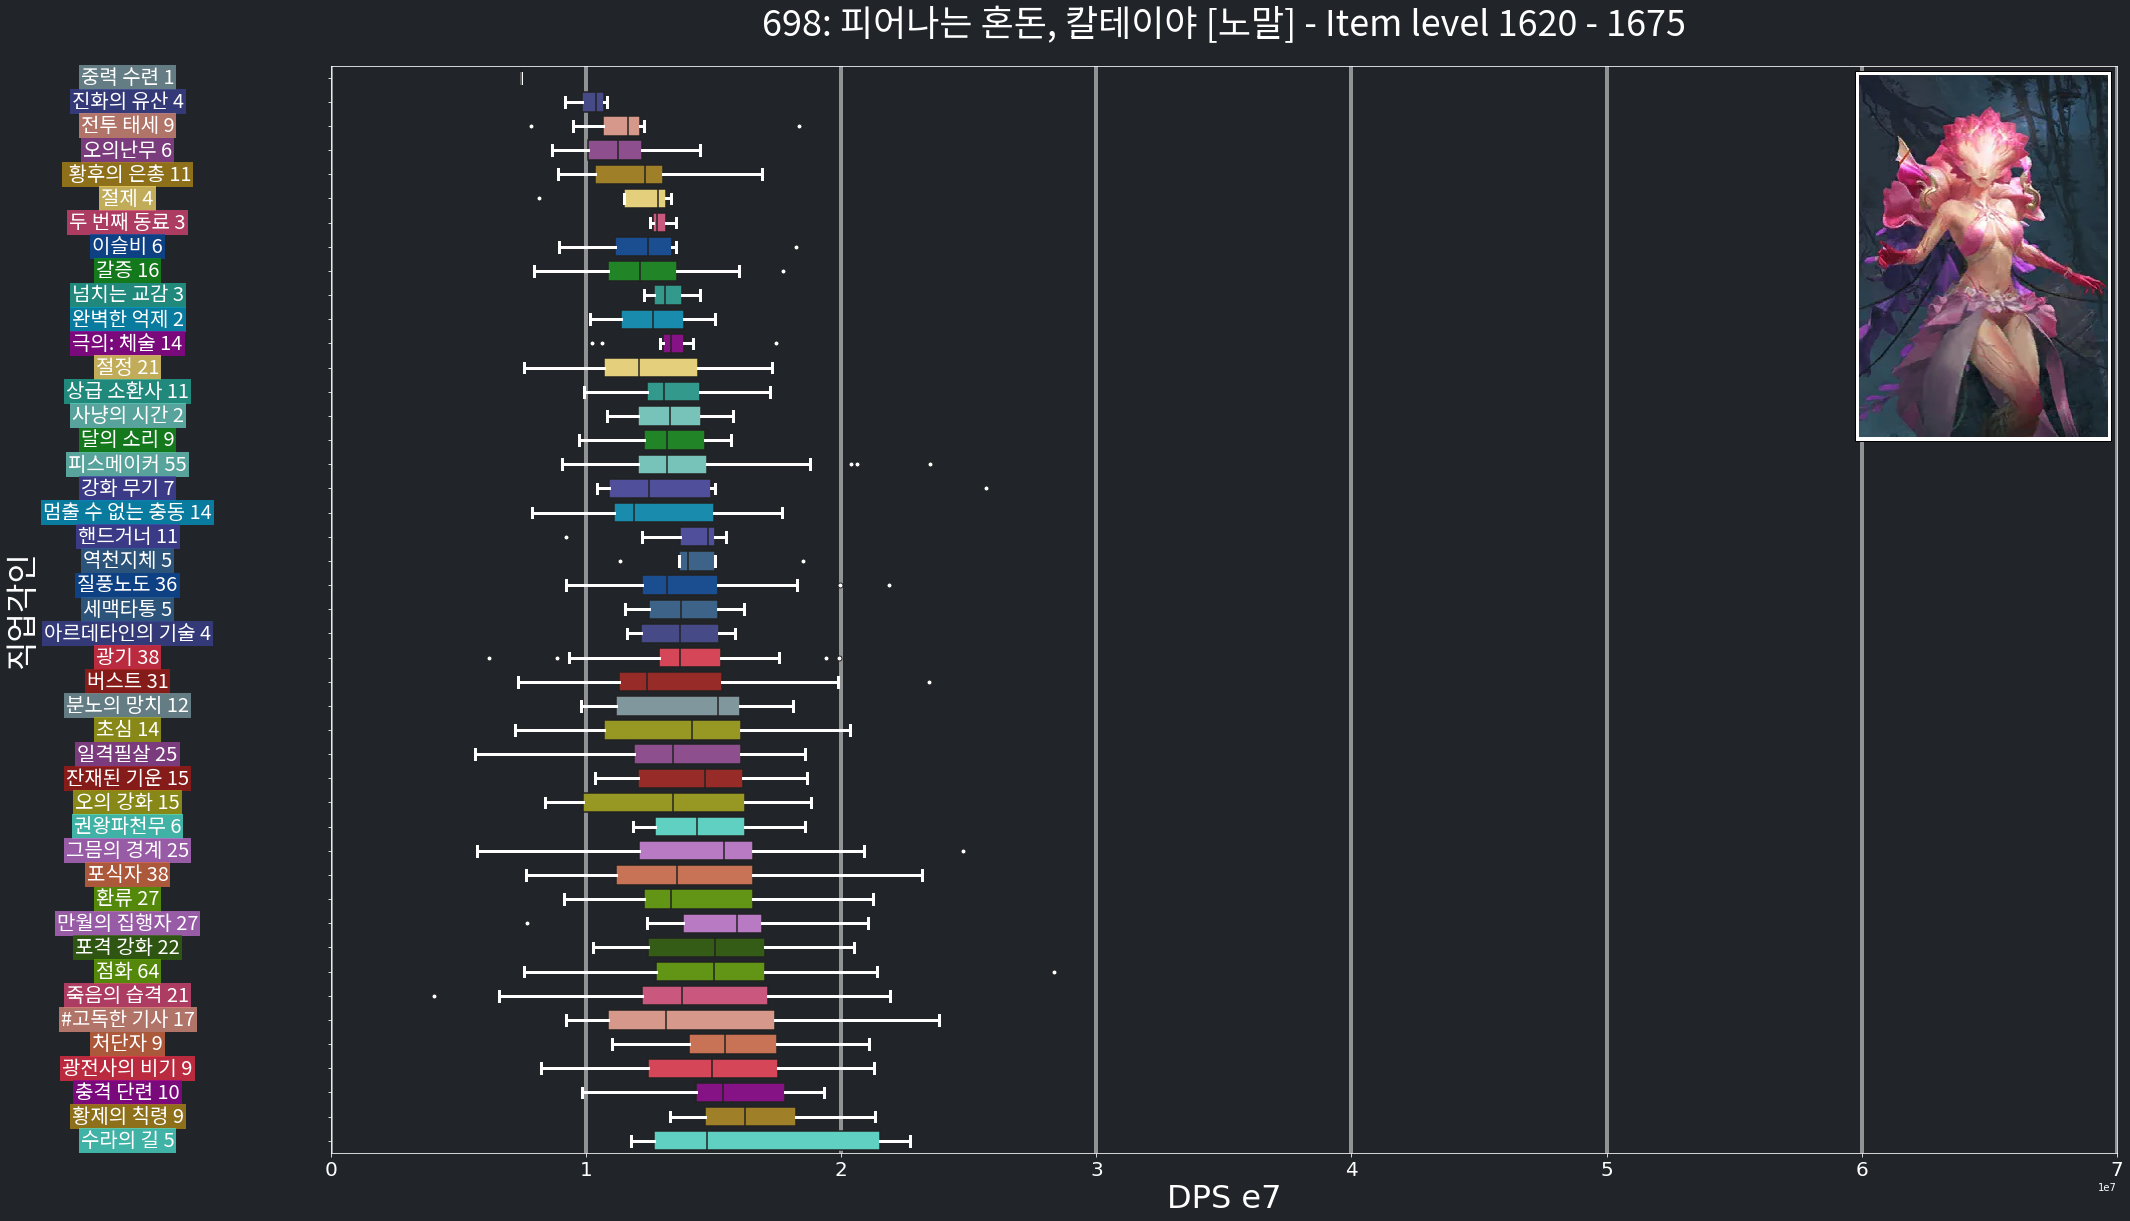 698: 피어나는 혼돈, 칼테이야 [노말] - Item level 1620 - 1675
중력 수련 1
진화의 유산 4
전투 태세 9
오의난무 6
황후의 은총 11
절제 4
두 번째 동료 3
이슬비 6
갈증 16
넘치는 교감 3
완벽한 억제 2
극의: 체술 14
절정 21
상급 소환사 11
사냥의 시간 2
달의 소리 9
피스메이커 55
강화 무기 7
멈출 수 없는 충동 14
핸드거너 11
역천지체 5
질풍노도 36
세맥타통 5
아르데타인의 기술 4
광기 38
버스트 31
분노의 망치 12
초심 14
일격필살 25
잔재된 기운 15
오의 강화 15
권왕파천무 6
그믐의 경계 25
포식자 38
환류 27
만월의 집행자 27
포격 강화 22
점화 64
죽음의 습격 21
#고독한 기사 17
처단자 9
광전사의 비기 9
충격 단련 10
황제의 칙령 9
수라의 길 5
직업각인
0 1 2 3 4 5 6 7
1e7
DPS e7